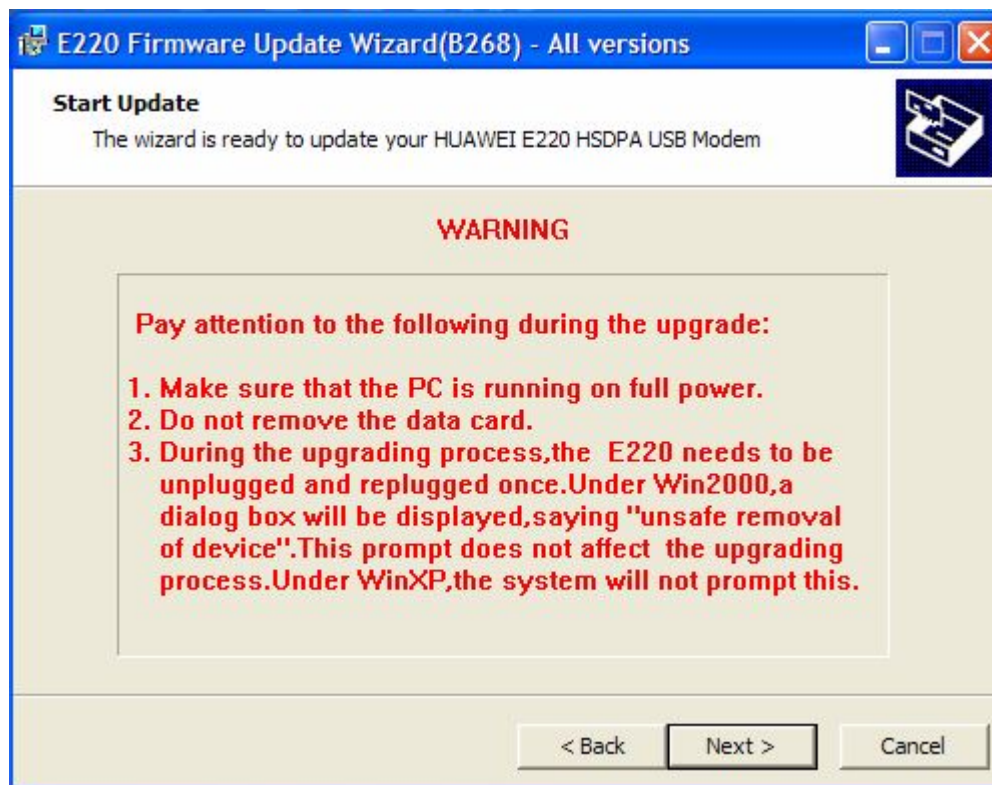 E220 Firmware Update Wizard(B268) - All versions
Start Update
The wizard is ready to update your HUAWEI E220 HSDPA USB Modem
WARNING
Pay attention to the following during the upgrade:
1. Make sure that the PC is running on full power.
2. Do not remove the data card.
3. During the upgrading process,the  E220 needs to be
unplugged and replugged once.Under Win2000,a
dialog box will be displayed,saying "unsafe removal
of device".This prompt does not affect  the upgrading
process.Under WinXP,the system will not prompt this.
< Back
Next >
Cancel